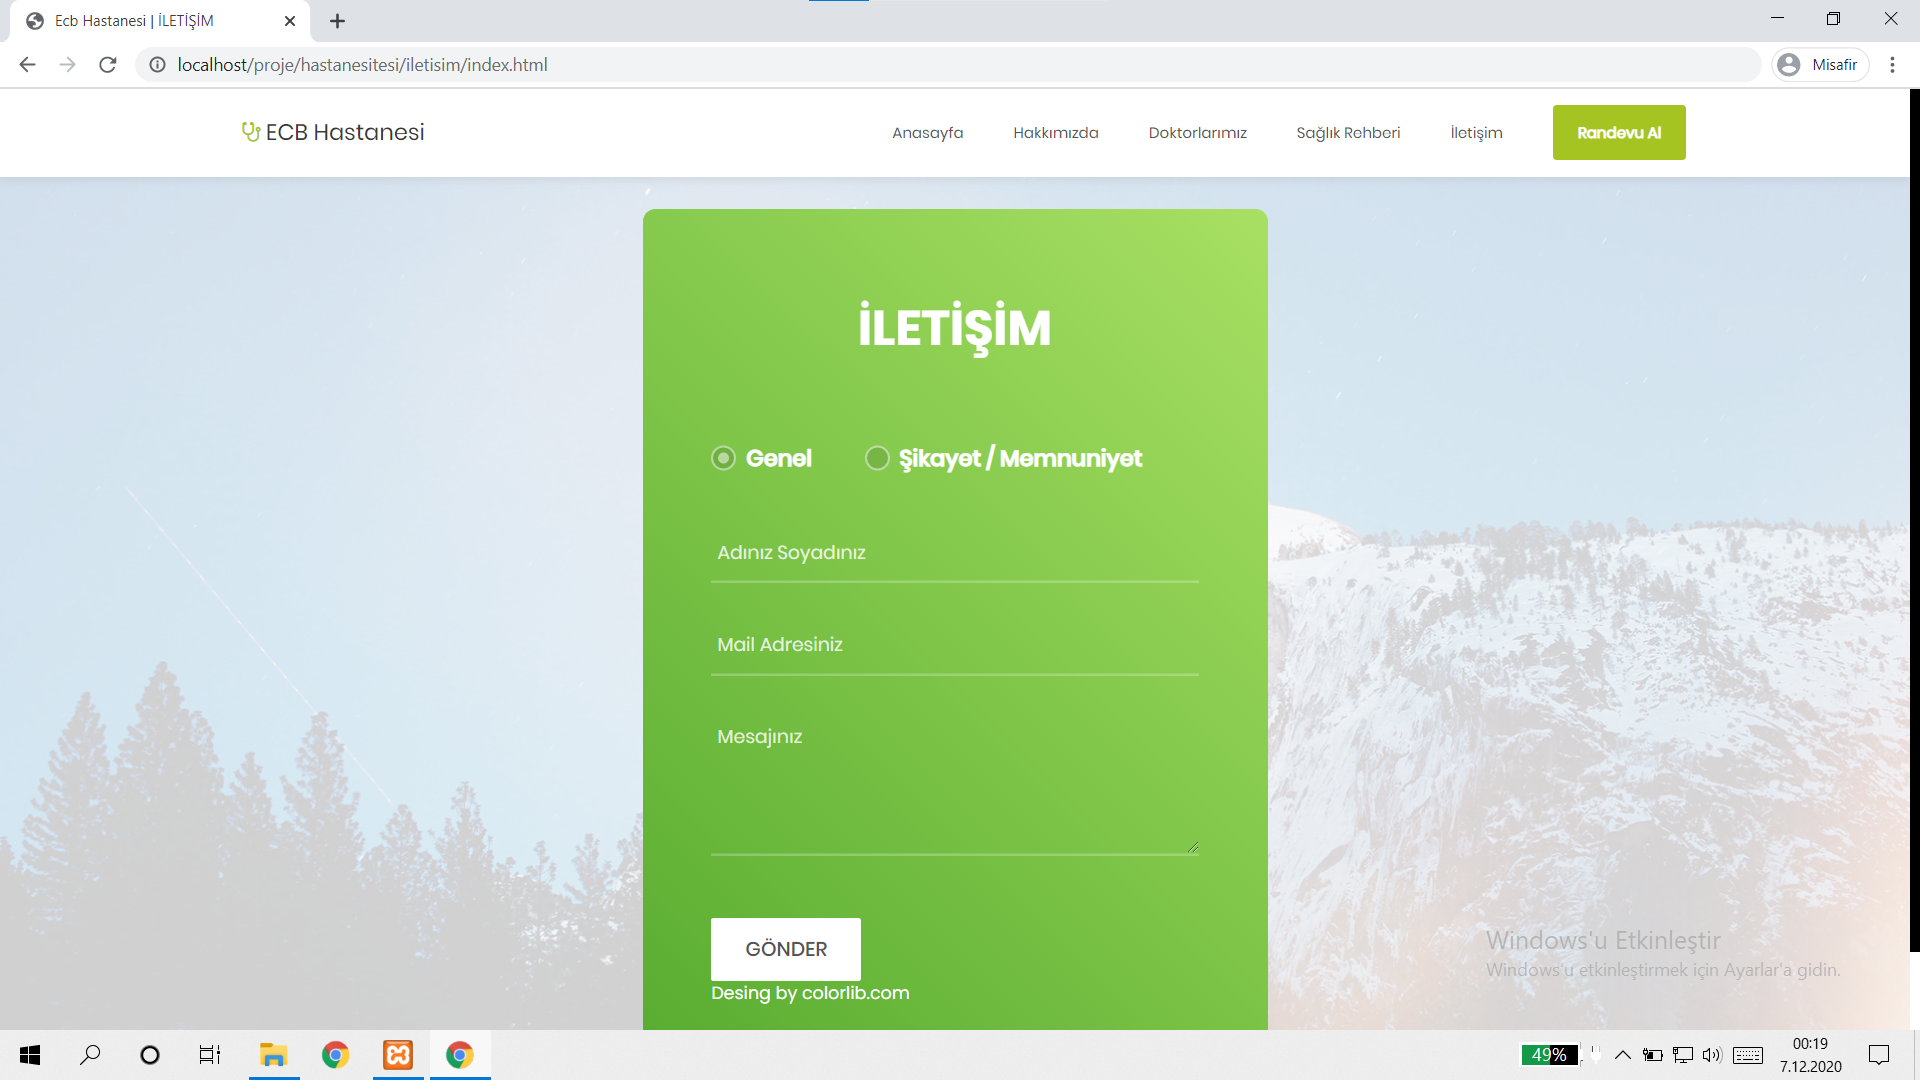 Ecb Hastanesi | İLETİŞİM
localhost/proje/hastanesitesi/iletisim/index.html
Misafir
ECB Hastanesi
Anasayfa
Hakkımızda
Doktorlarımız
Sağlık Rehberi
İletişim
Randevu Al
İLETİŞİM
Genel
Şikayet / Memnuniyet
Adınız Soyadınız
Mail Adresiniz
Mesajınız
GÖNDER
Desing by colorlib.com
Windows'u Etkinleştir
Windows'u etkinleştirmek için Ayarlar'a gidin.
49%
00:19
7.12.2020